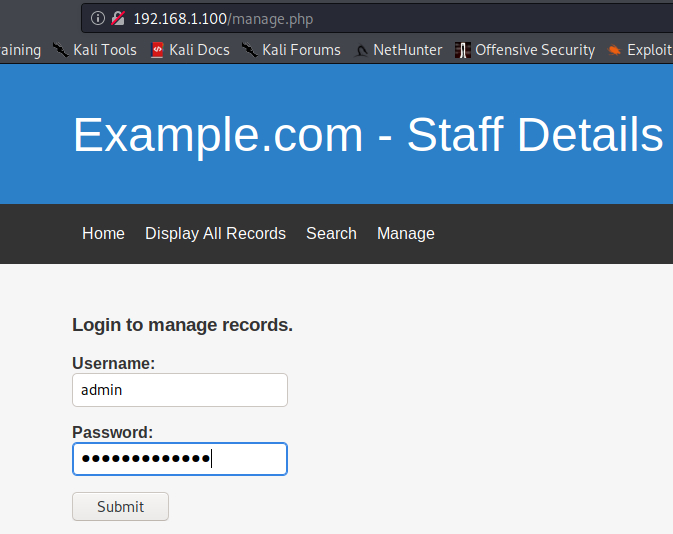 192.168.1.100/manage.php
raining Kali Tools Kali Docs Kali Forums NetHunter Offensive Security Exploit
Example.com - Staff Details
Home Display All Records Search Manage
Login to manage records.
Username:
admin
Password:
●●●●●●●●●●●●●
Submit